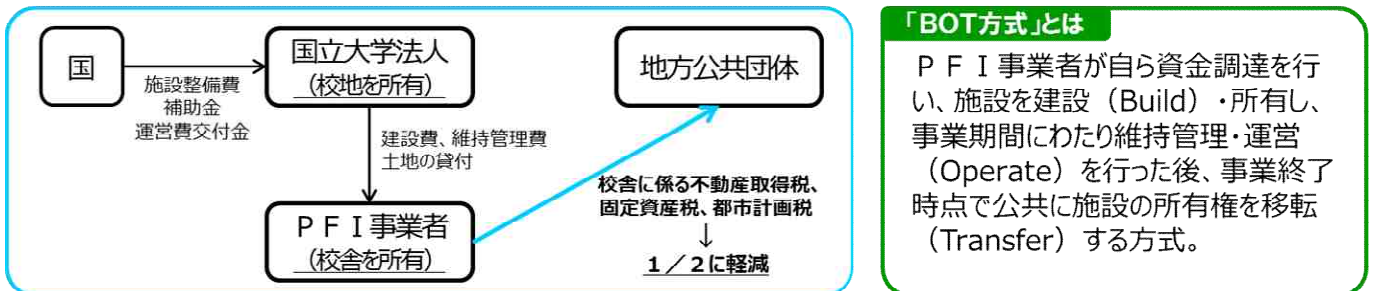 国
施設整備費
補助金
運営費交付金
国立大学法人
(校地を所有)
建設費、維持管理費
土地の貸付
PFI事業者
(校舎を所有)
地方公共団体
校舎に係る不動産取得税、
固定資産税、都市計画税
↓
1/2に軽減
「BOT方式」とは
PFI事業者が自ら資金調達を行
い、施設を建設(Build)・所有し、
事業期間にわたり維持管理・運営
(Operate)を行った後、事業終了
時点で公共に施設の所有権を移転
(Transfer)する方式。